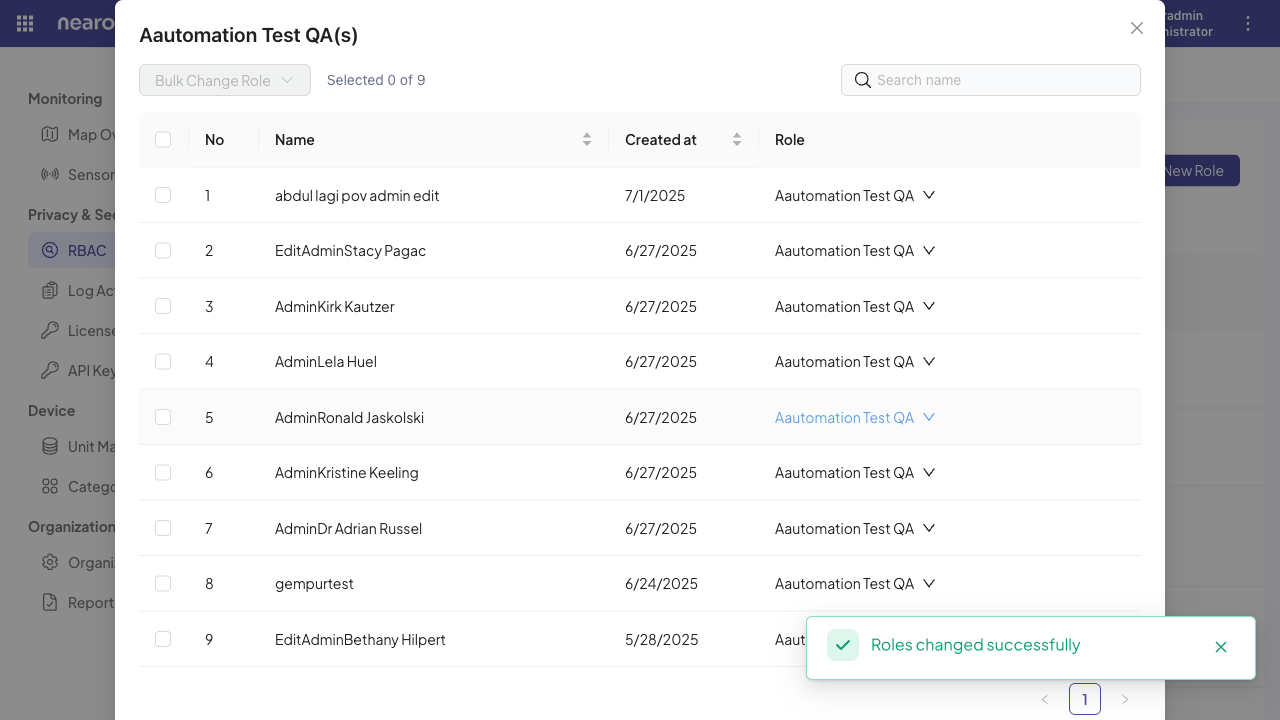 nearo
Aautomation Test QA(s)
Bulk Change Role
Selected 0 of 9
Search name
No Name Created at Role
1 abdul lagi pov admin edit 7/1/2025 Aautomation Test QA
2 EditAdminStacy Pagac 6/27/2025 Aautomation Test QA
3 AdminKirk Kautzer 6/27/2025 Aautomation Test QA
4 AdminLela Huel 6/27/2025 Aautomation Test QA
5 AdminRonald Jaskolski 6/27/2025 Aautomation Test QA
6 AdminKristine Keeling 6/27/2025 Aautomation Test QA
7 AdminDr Adrian Russel 6/27/2025 Aautomation Test QA
8 gempurtest 6/24/2025 Aautomation Test QA
9 EditAdminBethany Hilpert 5/28/2025 Aaut
Roles changed successfully
1
Monitoring
Map Ov
Sensor
Privacy & Sec
RBAC
Log Ac
License
API Key
Device
Unit Ma
Catego
Organization
Organiz
Report
radmin
nistrator
New Role